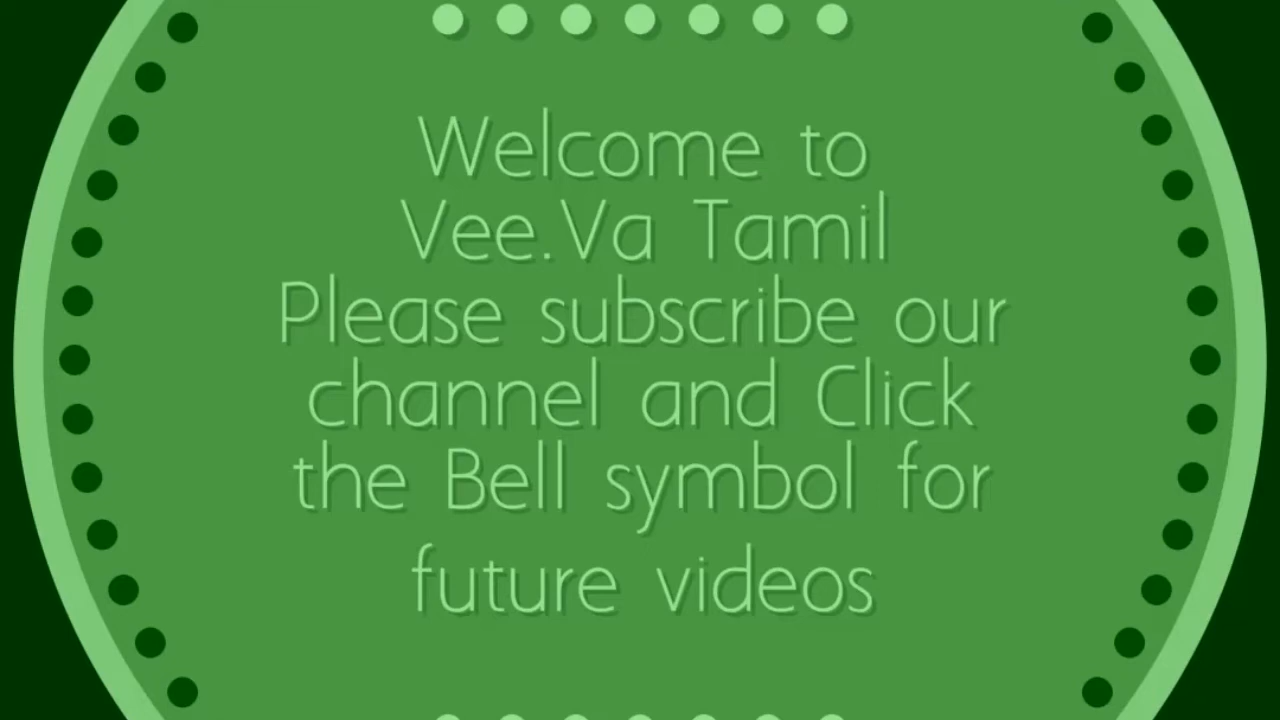 Welcome to
Vee.Va Tamil
Please subscribe our
channel and Click
the Bell symbol for
future videos